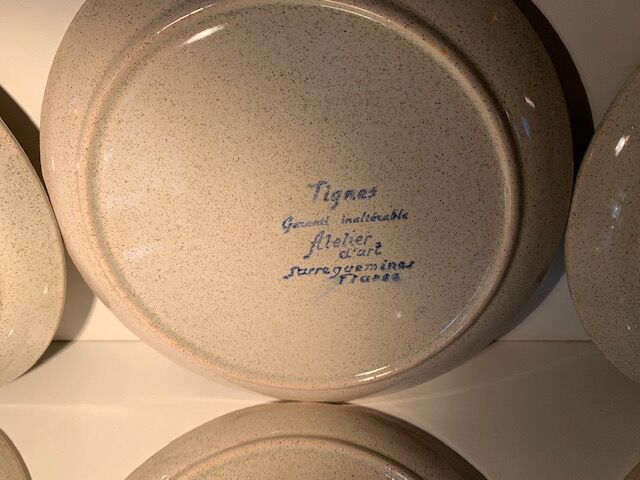 Tignes
Garanti inaltérable
Atelier
d'art
Sarreguemines
France